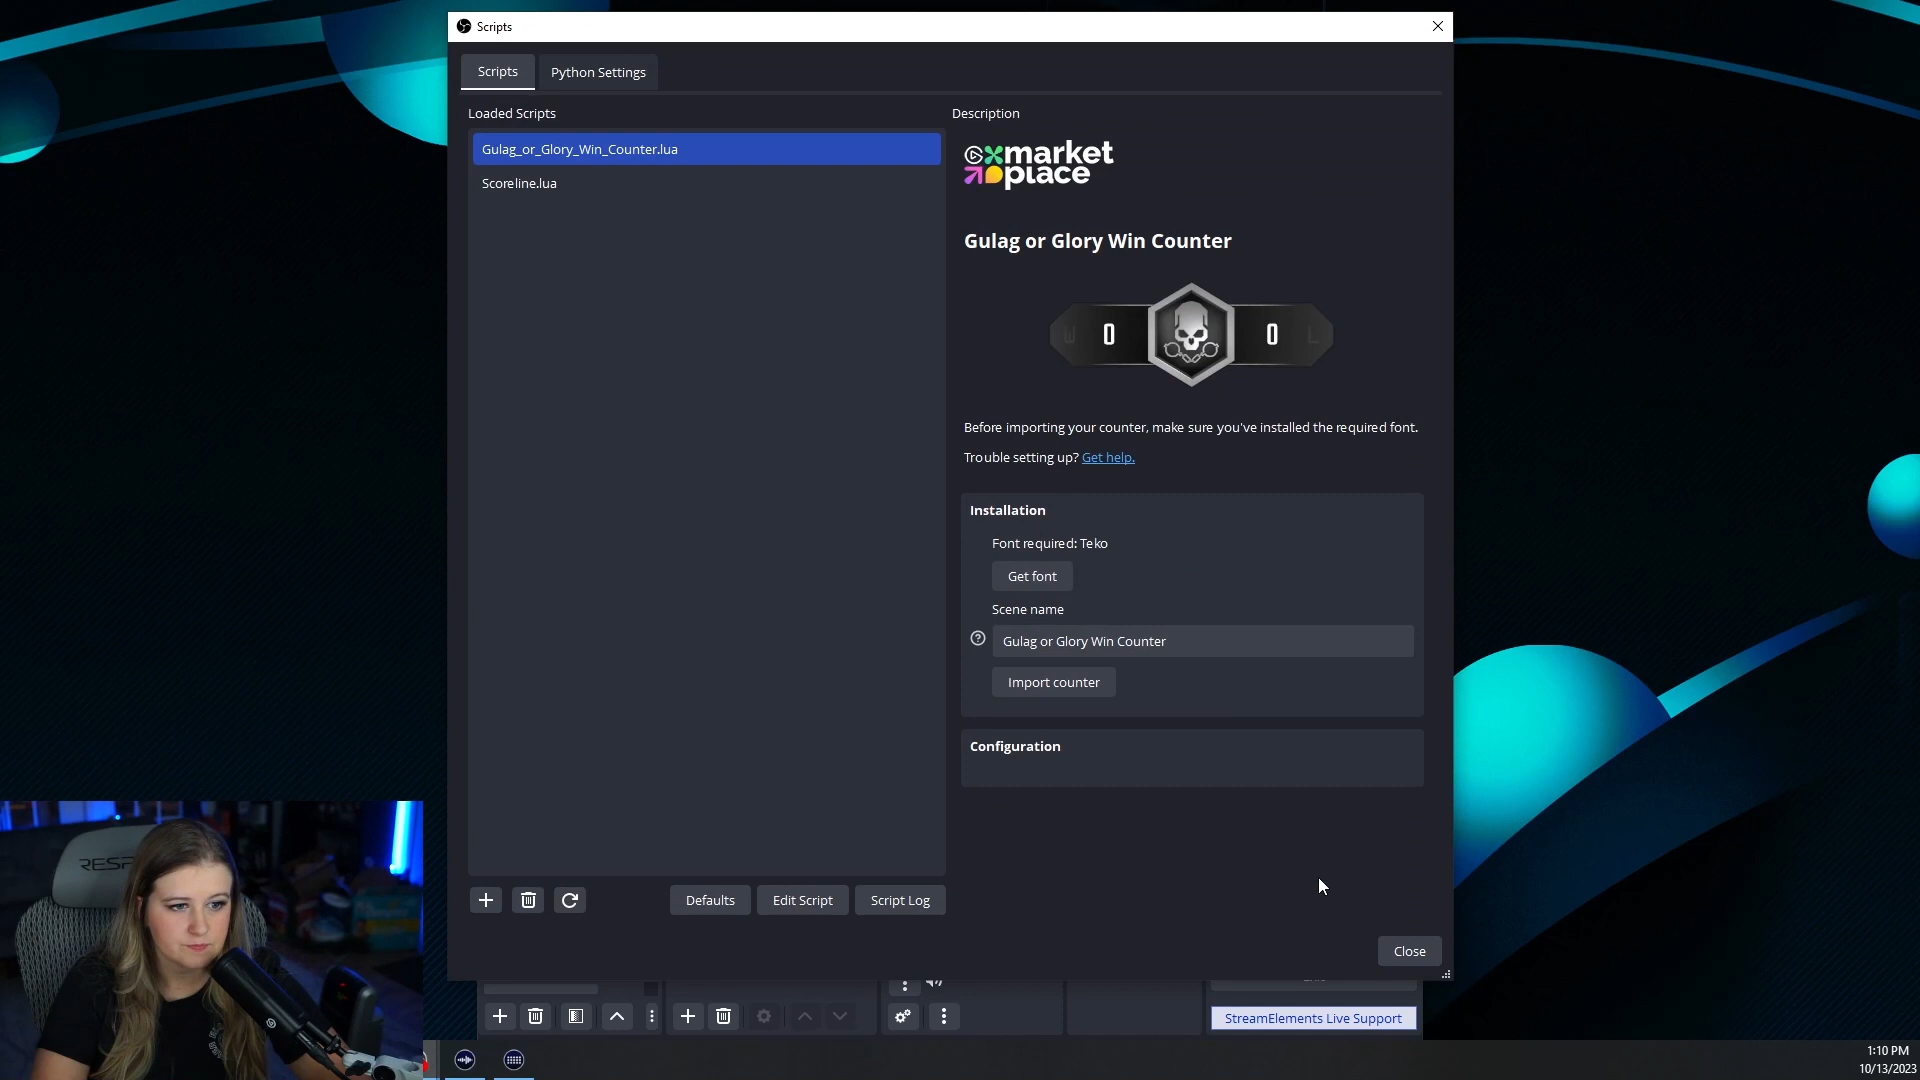 Scripts
Scripts
Python Settings
Loaded Scripts
Description
Gulag_or_Glory_Win_Counter.lua
Scoreline.lua
market
place
Gulag or Glory Win Counter
W 0 0 L
Before importing your counter, make sure you've installed the required font.
Trouble setting up? Get help.
Installation
Font required: Teko
Get font
Scene name
Gulag or Glory Win Counter
Import counter
Configuration
RESP
Defaults
Edit Script
Script Log
Close
StreamElements Live Support
1:10 PM
10/13/2023